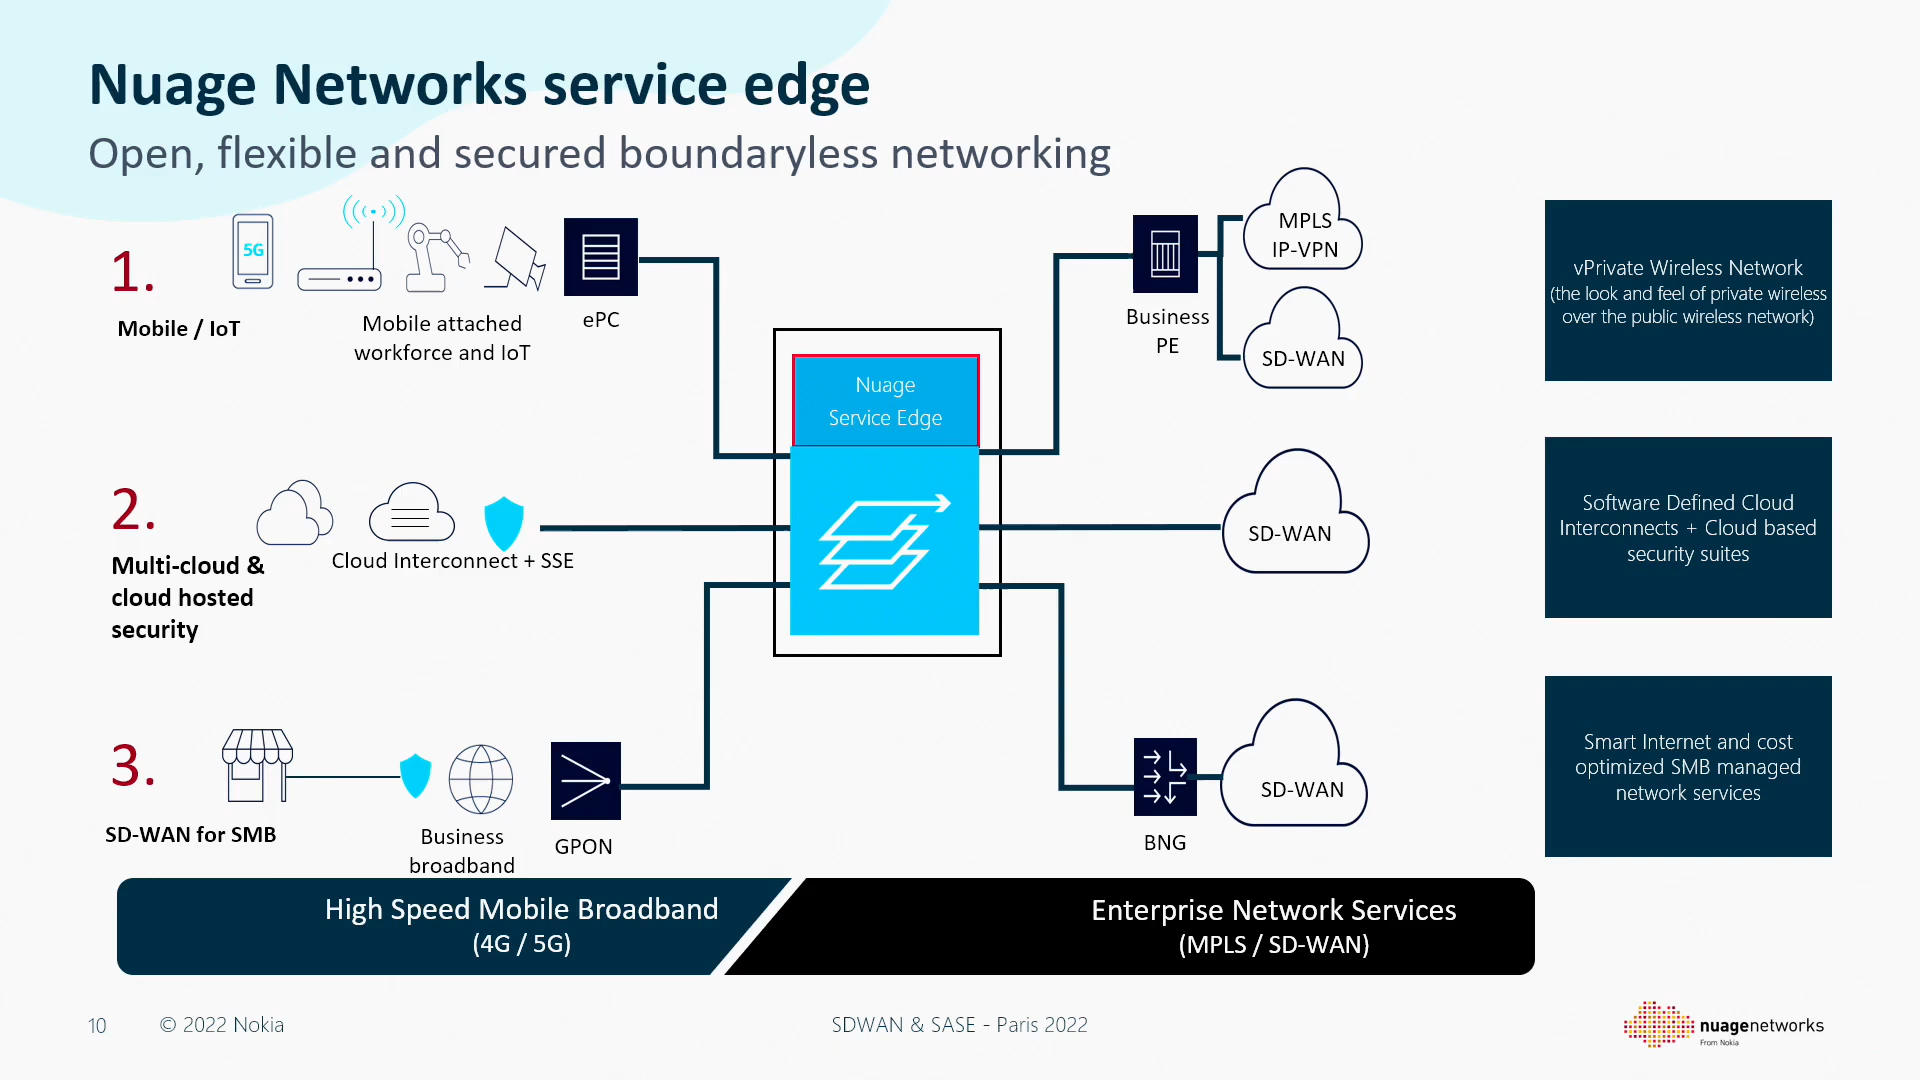 Nuage Networks service edge
Open, flexible and secured boundaryless networking
1.
Mobile / IoT
5G
Mobile attached
workforce and IoT
ePC
Nuage
Service Edge
Business
PE
MPLS
IP-VPN
SD-WAN
vPrivate Wireless Network
(the look and feel of private wireless
over the public wireless network)
2.
Multi-cloud &
cloud hosted
security
Cloud Interconnect + SSE
SD-WAN
Software Defined Cloud
Interconnects + Cloud based
security suites
3.
SD-WAN for SMB
Business
broadband
GPON
BNG
SD-WAN
Smart Internet and cost
optimized SMB managed
network services
High Speed Mobile Broadband
(4G / 5G)
Enterprise Network Services
(MPLS / SD-WAN)
10
© 2022 Nokia
SDWAN & SASE - Paris 2022
nuagenetworks
From Nokia